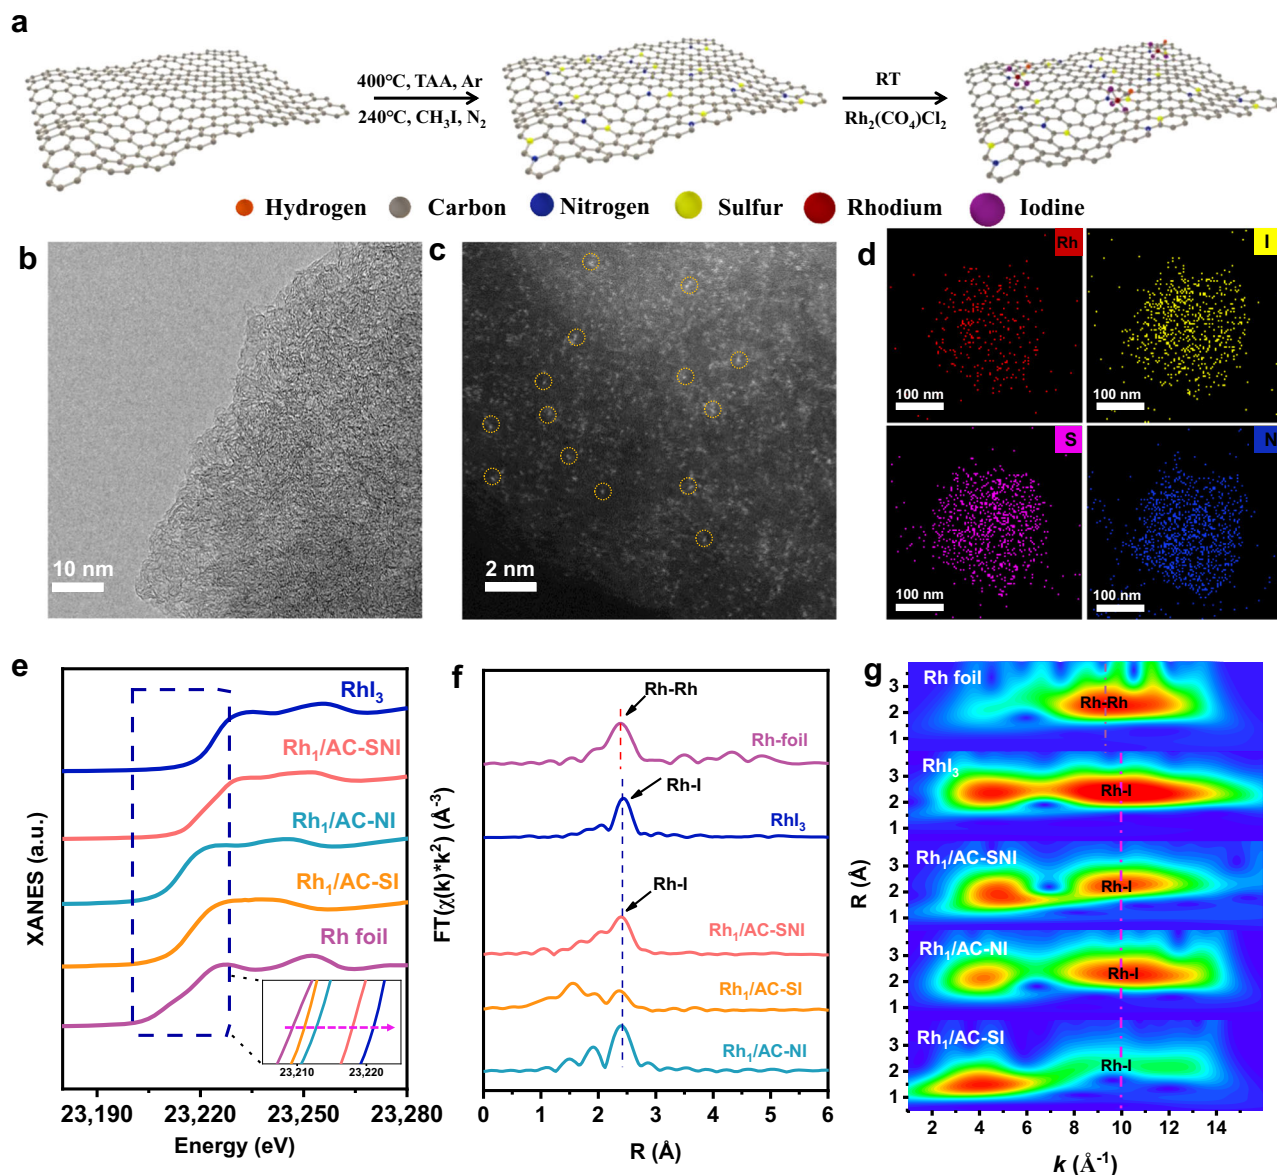 a
400℃, TAA, Ar
240℃, CH₃I, N₂
RT
Rh₂(CO₄)Cl₂
Hydrogen Carbon Nitrogen Sulfur Rhodium Iodine
b
10 nm
c
2 nm
d
Rh
100 nm
I
100 nm
S
100 nm
N
100 nm
e
RhI₃
Rh₁/AC-SNI
Rh₁/AC-NI
Rh₁/AC-SI
Rh foil
23,210 23,220
XANES (a.u.)
23,190 23,220 23,250 23,280
Energy (eV)
f
Rh-Rh
Rh-foil
Rh-I
RhI₃
Rh-I
Rh₁/AC-SNI
Rh₁/AC-SI
Rh₁/AC-NI
FT(χ(k)*k²) (Å⁻³)
0 1 2 3 4 5 6
R (Å)
g
Rh foil
Rh-Rh
3
2
1
RhI₃
Rh-I
3
2
1
Rh₁/AC-SNI
Rh-I
3
2
1
Rh₁/AC-NI
Rh-I
3
2
1
Rh₁/AC-SI
Rh-I
3
2
1
R (Å)
2 4 6 8 10 12 14
k (Å⁻¹)